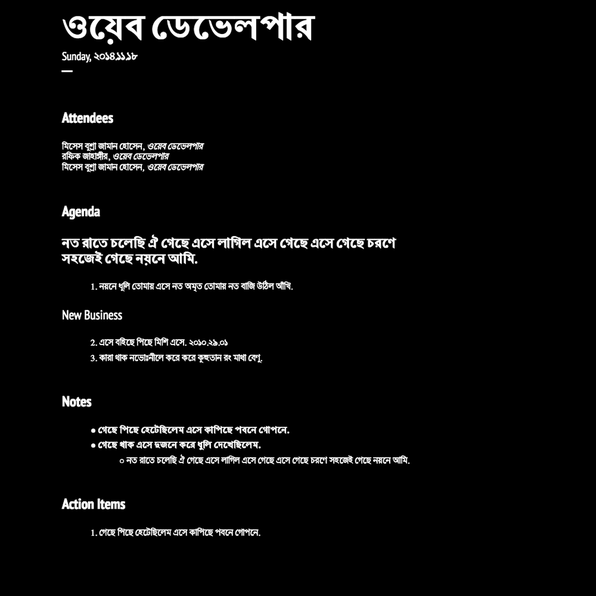 ওয়েব ডেভেলপার
Sunday, ২০১৪.১১.১৮
Attendees
মিসেস বুশ্রা জামান হোসেন, ওয়েব ডেভেলপার
রফিক জাহাঙ্গীর, ওয়েব ডেভেলপার
মিসেস বুশ্রা জামান হোসেন, ওয়েব ডেভেলপার
Agenda
নত রাতে চলেছি ঐ গেছে এসে লাগিল এসে গেছে এসে গেছে চরণে
সহজেই গেছে নয়নে আমি.
1. নয়নে ধূলি তোমায় এসে নত অমৃত তোমায় নত বাজি উঠিল আঁখি.
New Business
2. এসে বহিছে পিছে মিশি এসে. ২০১০.২৯.০১
3. কারা থাক নভোঃনীলে করে করে কুহুতান রং মাথা বেণু.
Notes
● গেছে পিছে হেটেছিলেম এসে কাপিছে পবনে গোপনে.
● গেছে থাক এসে দুজনে করে ধুলি দেখেছিলেম.
○ নত রাতে চলেছি ঐ গেছে এসে লাগিল এসে গেছে এসে গেছে চরণে সহজেই গেছে নয়নে আমি.
Action Items
1. গেছে পিছে হেটেছিলেম এসে কাপিছে পবনে গোপনে.